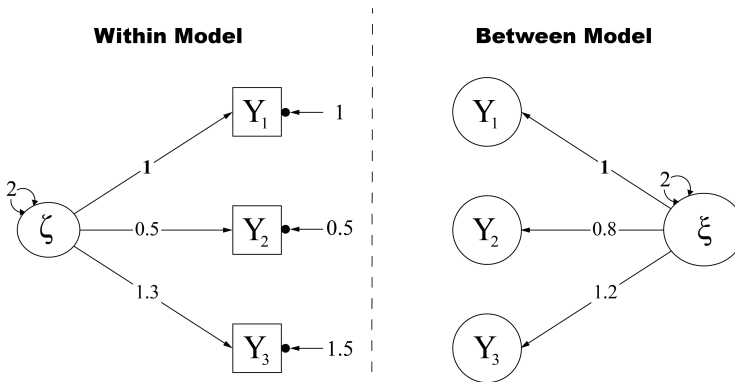 Within Model
Between Model
Y1
1
1
2
ζ
0.5
Y2
0.5
1.3
Y3
1.5
Y1
1
2
Y2
0.8
ξ
1.2
Y3